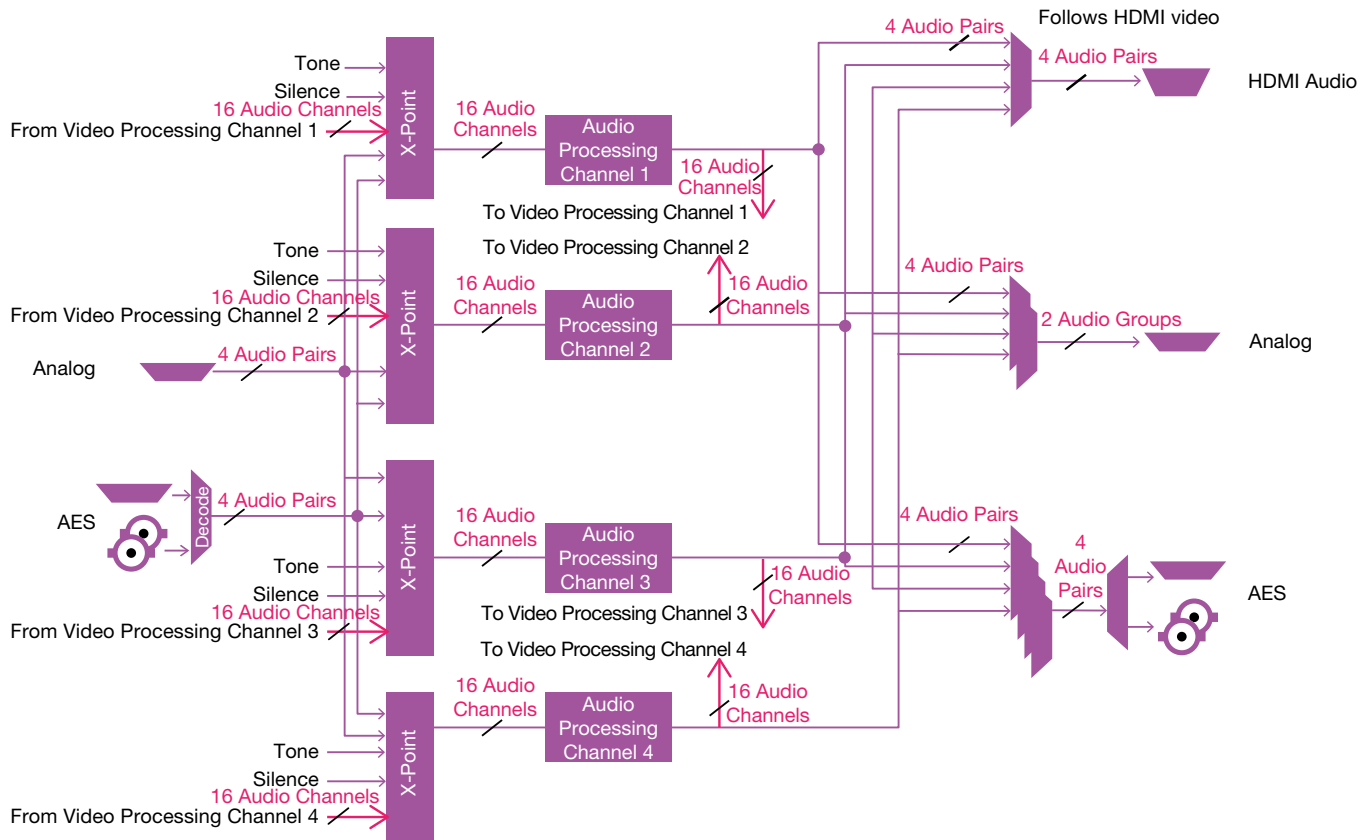 Follows HDMI video
4 Audio Pairs
4 Audio Pairs
HDMI Audio
Tone
Silence
16 Audio Channels
From Video Processing Channel 1
X-Point
16 Audio
Channels
Audio
Processing
Channel 1
16 Audio
Channels
To Video Processing Channel 1
To Video Processing Channel 2
Tone
Silence
16 Audio Channels
From Video Processing Channel 2
X-Point
16 Audio
Channels
Audio
Processing
Channel 2
16 Audio
Channels
4 Audio Pairs
2 Audio Groups
Analog
Analog
4 Audio Pairs
AES
Decode
4 Audio Pairs
Tone
Silence
16 Audio Channels
From Video Processing Channel 3
X-Point
16 Audio
Channels
Audio
Processing
Channel 3
16 Audio
Channels
To Video Processing Channel 3
To Video Processing Channel 4
4 Audio Pairs
4
Audio
Pairs
AES
X-Point
16 Audio
Channels
Audio
Processing
Channel 4
16 Audio
Channels
Tone
Silence
16 Audio Channels
From Video Processing Channel 4